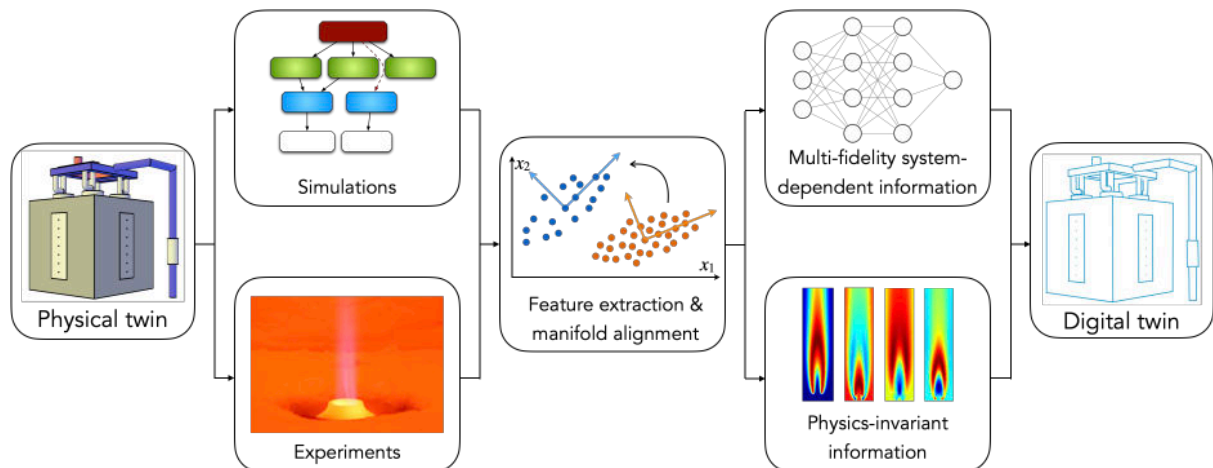 Physical twin
Simulations
Experiments
x₂
x₁
Feature extraction &
manifold alignment
Multi-fidelity system-
dependent information
Physics-invariant
information
Digital twin